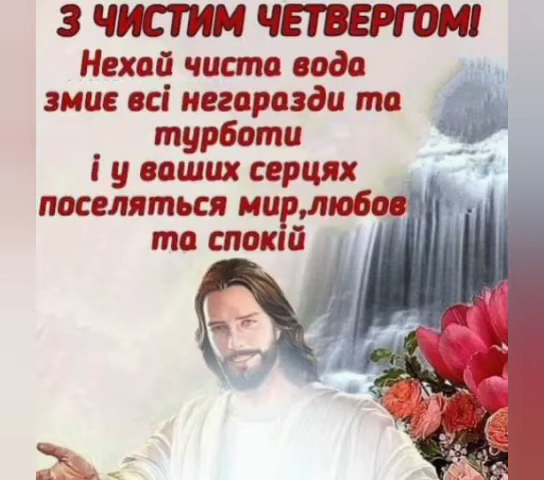 З ЧИСТИМ ЧЕТВЕРГОМ!
Нехай чиста вода
змиє всі негаразди та
турботи
і у ваших серцях
поселяться мир,любов
та спокій